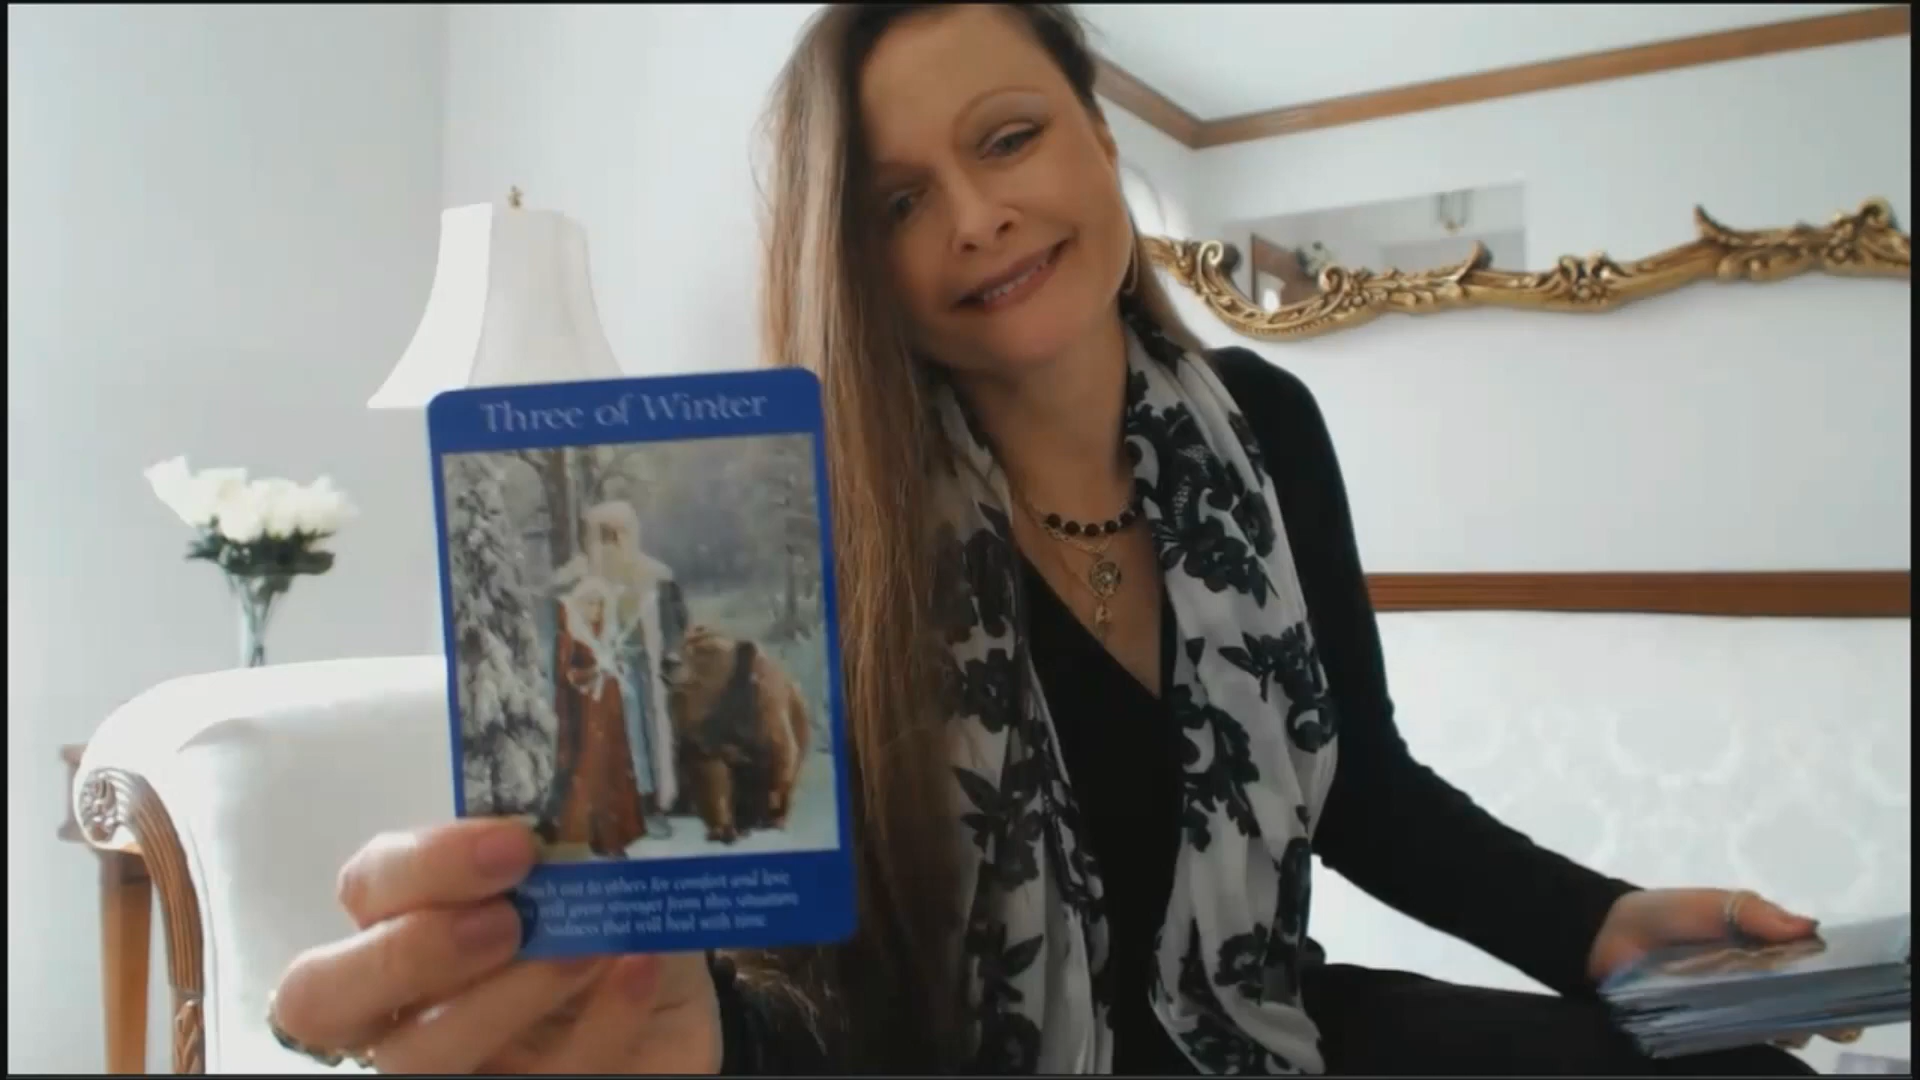 Three of Winter
out to others for comfort and love
will grow stronger from this situation
Sadness that will heal with time